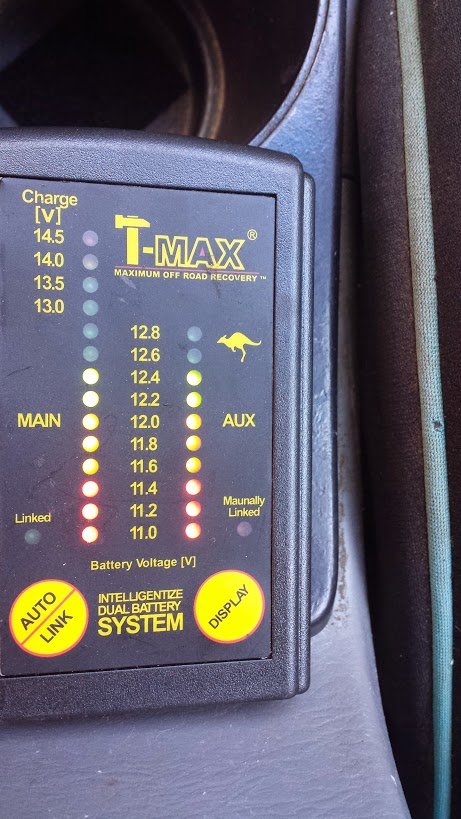 Charge
[V]
14.5
14.0
13.5
13.0
T-MAX®
MAXIMUM OFF ROAD RECOVERY™
12.8
12.6
12.4
12.2
MAIN 12.0 AUX
11.8
11.6
11.4
11.2
11.0
Maunally
Linked
Linked
Battery Voltage [V]
AUTO
LINK
INTELLIGENTIZE
DUAL BATTERY
SYSTEM
DISPLAY